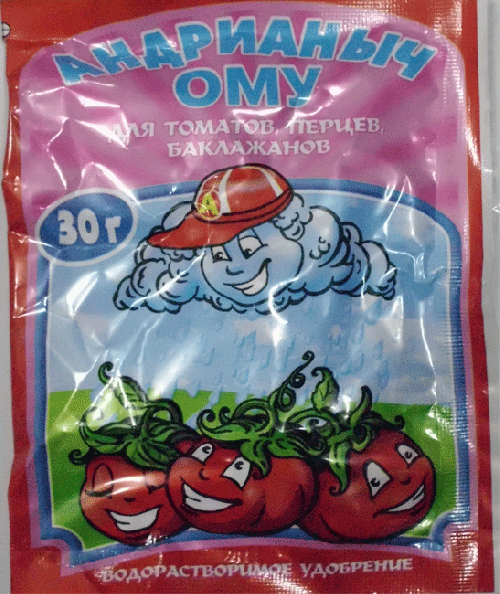 АНДРИАНЫЧ
ОМУ
ДЛЯ ТОМАТОВ, ПЕРЦЕВ,
БАКЛАЖАНОВ
30 г
А
ВОДОРАСТВОРИМОЕ УДОБРЕНИЕ